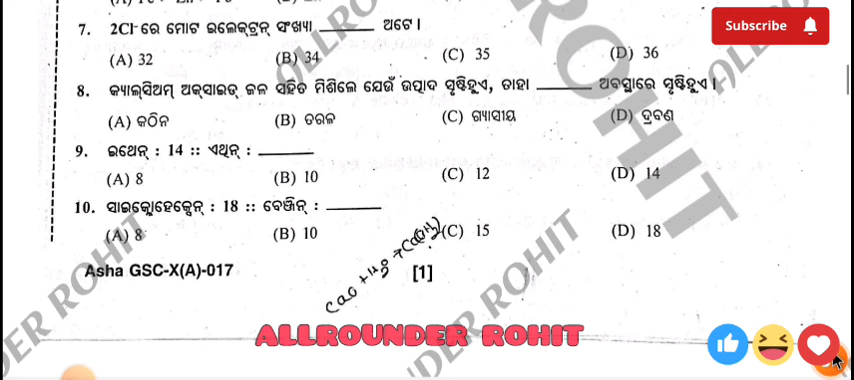 Subscribe
7. 2Cl⁻ ରେ ମୋଟ ଇଲେକ୍ଟ୍ରନ୍ ସଂଖ୍ୟା ______ ଅଟେ ।
(A) 32 (B) 34 (C) 35 (D) 36
8. କ୍ୟାଲ୍‌ସିଅମ୍ ଅକ୍‌ସାଇଡ୍ ଜଳ ସହିତ ମିଶିଲେ ଯେଉଁ ଉତ୍ପାଦ ସୃଷ୍ଟିହୁଏ, ତାହା ______ ଅବସ୍ଥାରେ ସୃଷ୍ଟିହୁଏ ।
(A) କଠିନ (B) ତରଳ (C) ଗ୍ୟାସୀୟ (D) ଦ୍ରବଣ
9. ଇଥେନ୍ : 14 :: ଏଥିନ୍ : ______
(A) 8 (B) 10 (C) 12 (D) 14
10. ସାଇକ୍ଲୋହେକ୍ସେନ୍ : 18 :: ବେଞ୍ଜିନ୍ : ______
(A) 8 (B) 10 (C) 15 (D) 18
Asha GSC-X(A)-017 [1]
ALLROUNDER ROHIT